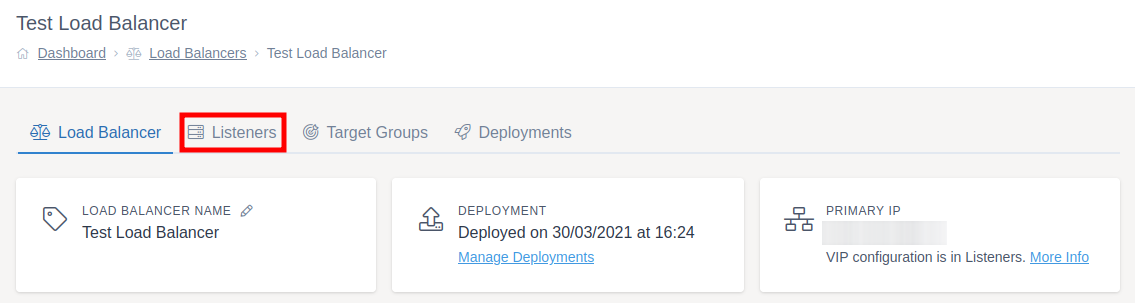 Test Load Balancer
Dashboard › Load Balancers › Test Load Balancer
Load Balancer Listeners Target Groups Deployments
LOAD BALANCER NAME
Test Load Balancer
DEPLOYMENT
Deployed on 30/03/2021 at 16:24
Manage Deployments
PRIMARY IP
VIP configuration is in Listeners. More Info